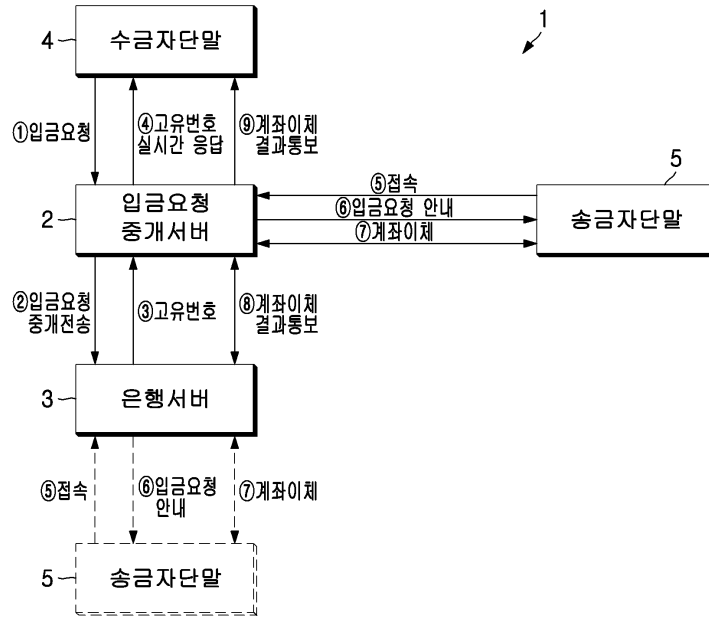 1
4
수금자단말
①입금요청
④고유번호
실시간 응답
⑨계좌이체
결과통보
2
입금요청
중개서버
⑤접속
⑥입금요청 안내
⑦계좌이체
5
송금자단말
②입금요청
중개전송
③고유번호
⑧계좌이체
결과통보
3
은행서버
⑤접속
⑥입금요청
안내
⑦계좌이체
5
송금자단말